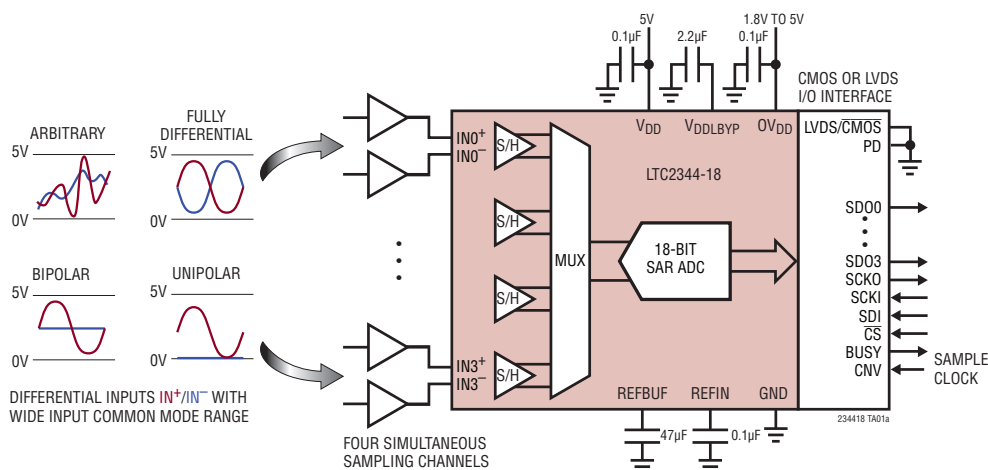 5V
1.8V TO 5V
0.1µF
2.2µF
0.1µF
CMOS OR LVDS
I/O INTERFACE
ARBITRARY
FULLY
DIFFERENTIAL
5V
0V
5V
0V
BIPOLAR
UNIPOLAR
5V
0V
5V
0V
DIFFERENTIAL INPUTS IN+/IN− WITH
WIDE INPUT COMMON MODE RANGE
IN0+
IN0−
IN3+
IN3−
FOUR SIMULTANEOUS
SAMPLING CHANNELS
S/H
S/H
S/H
S/H
MUX
VDD
VDDLBYP
OVDD
LTC2344-18
18-BIT
SAR ADC
REFBUF
REFIN
GND
47µF
0.1µF
LVDS/CMOS
PD
SDO0
SDO3
SCKO
SCKI
SDI
CS
BUSY
CNV
SAMPLE
CLOCK
234418 TA01a